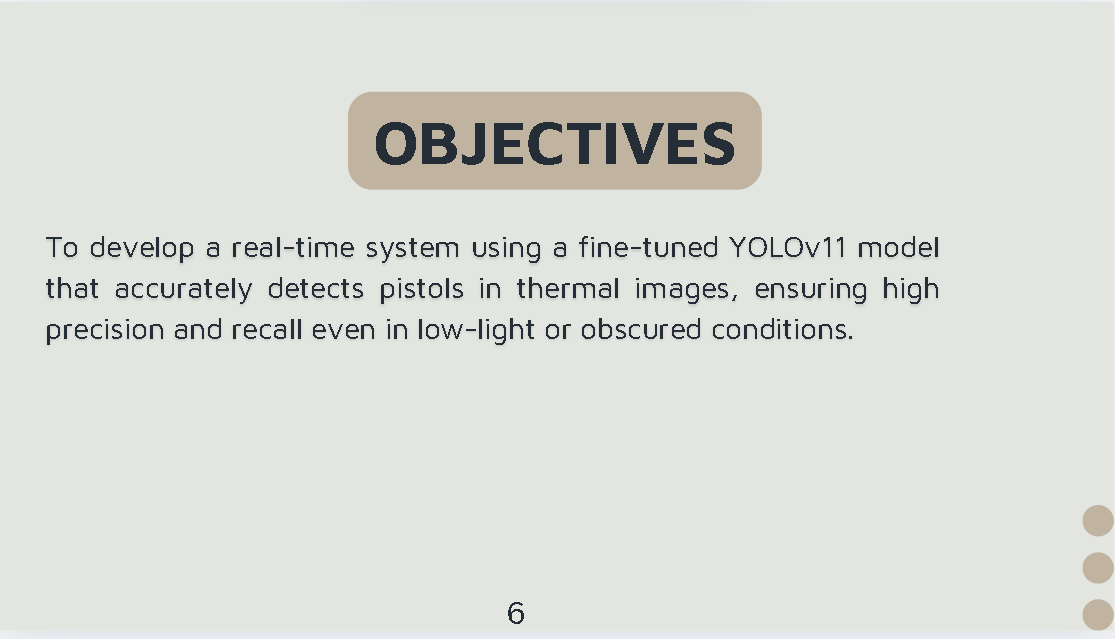 OBJECTIVES
To develop a real-time system using a fine-tuned YOLOv11 model
that accurately detects pistols in thermal images, ensuring high
precision and recall even in low-light or obscured conditions.
6